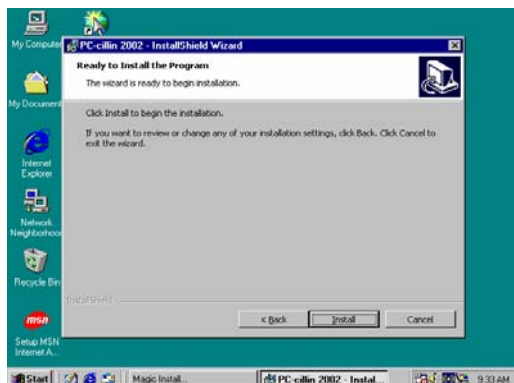 My Computer
PC-cillin 2002 - InstallShield Wizard
Ready to Install the Program
The wizard is ready to begin installation.
My Document
Click Install to begin the installation.
If you want to review or change any of your installation settings, click Back. Click Cancel to
exit the wizard.
Internet
Explorer
Network
Neighborhoo
Recycle Bin
InstallShield
< Back Install Cancel
msn
Setup MSN
Internet A...
Start Magic Install... PC-cillin 2002 - Instal... 9:33 AM